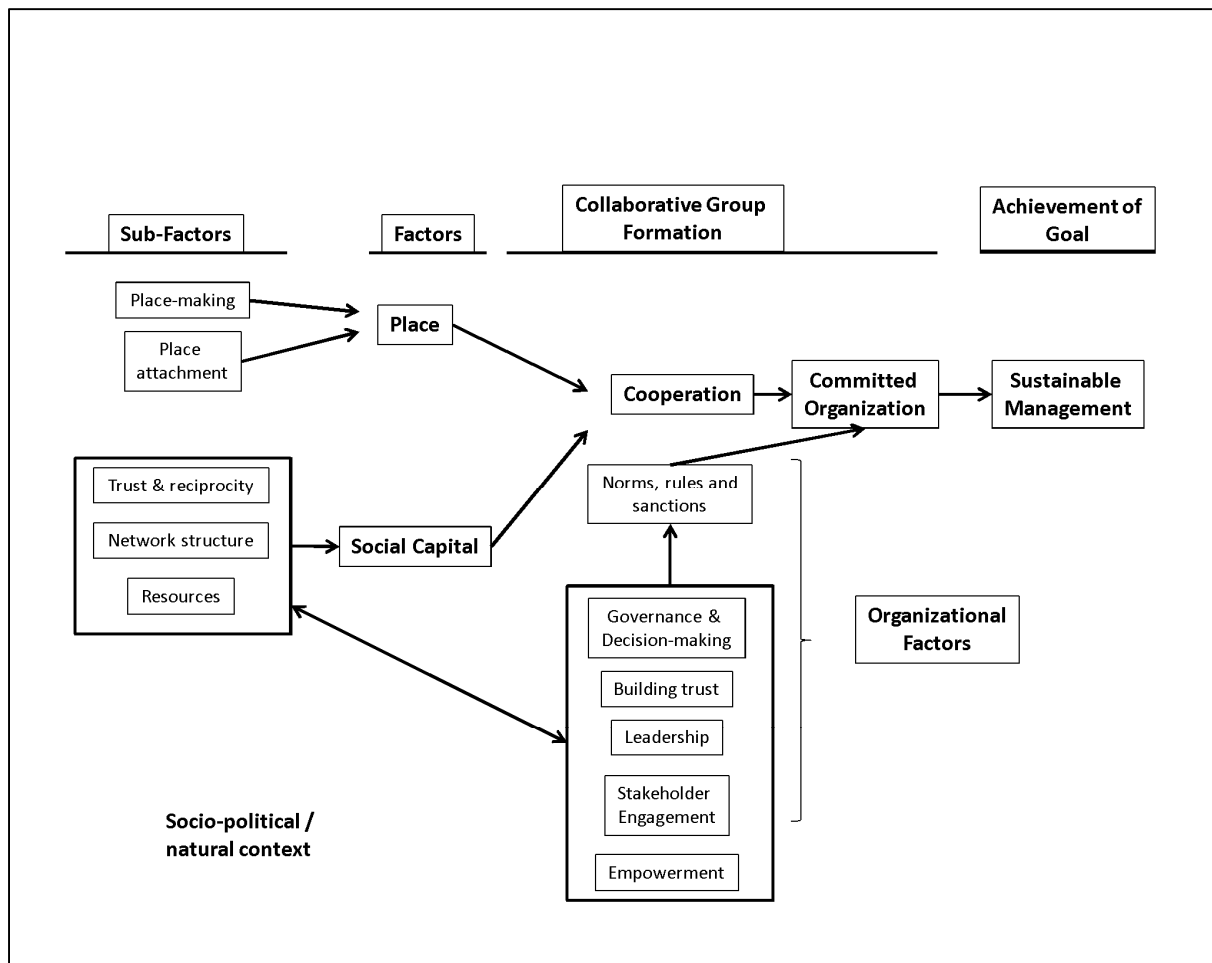 Sub-Factors
Factors
Collaborative Group
Formation
Achievement of
Goal
Place-making
Place
attachment
Place
Cooperation
Committed
Organization
Sustainable
Management
Trust & reciprocity
Network structure
Resources
Social Capital
Norms, rules and
sanctions
Governance &
Decision-making
Building trust
Leadership
Stakeholder
Engagement
Empowerment
Organizational
Factors
Socio-political /
natural context